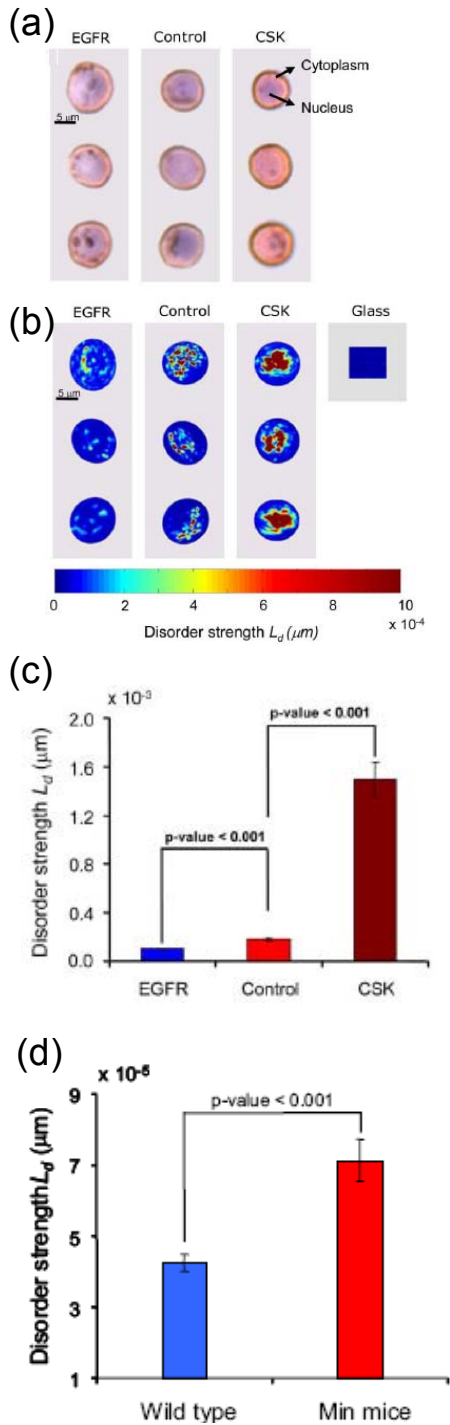 (a)
EGFR Control CSK
Cytoplasm
Nucleus
5 μm
(b)
EGFR Control CSK Glass
5 μm
0 2 4 6 8 10
x 10⁻⁴
Disorder strength L_d (μm)
(c)
x 10⁻³
Disorder strength L_d (μm)
2.0
1.6
1.2
0.8
0.4
0.0
p-value < 0.001
p-value < 0.001
EGFR Control CSK
(d)
x 10⁻⁵
Disorder strength L_d (μm)
9
7
5
3
1
p-value < 0.001
Wild type Min mice